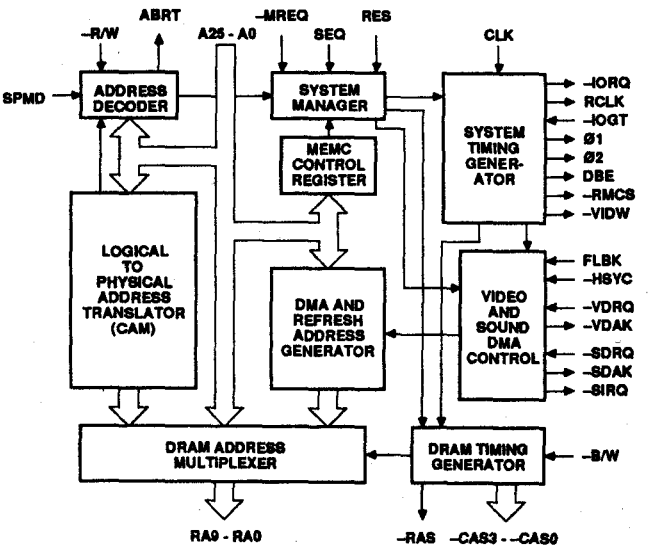 ABRT
–R/W
A25 - A0
–MREQ
SEQ
RES
CLK
SPMD
ADDRESS
DECODER
SYSTEM
MANAGER
MEMC
CONTROL
REGISTER
SYSTEM
TIMING
GENER-
ATOR
–IORQ
RCLK
–IOGT
Ø1
Ø2
DBE
–RMCS
–VIDW
LOGICAL
TO
PHYSICAL
ADDRESS
TRANSLATOR
(CAM)
DMA AND
REFRESH
ADDRESS
GENERATOR
VIDEO
AND
SOUND
DMA
CONTROL
FLBK
–HSYC
–VDRQ
–VDAK
–SDRQ
–SDAK
–SIRQ
DRAM ADDRESS
MULTIPLEXER
DRAM TIMING
GENERATOR
–B/W
RA9 - RA0
–RAS
–CAS3 - –CAS0